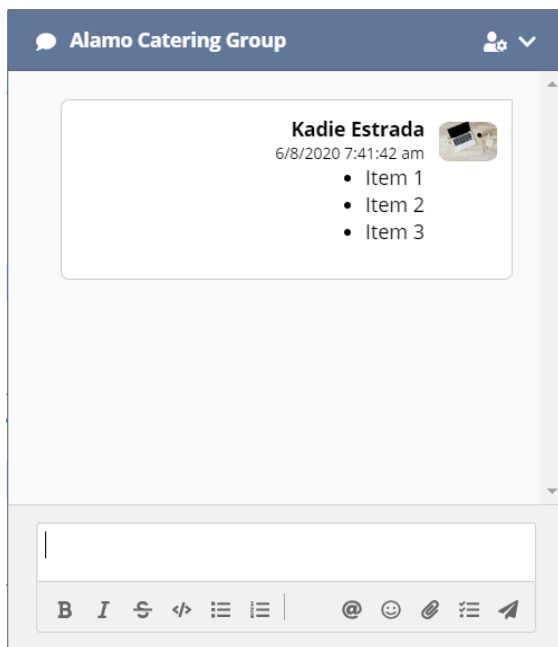 Alamo Catering Group
Kadie Estrada
6/8/2020 7:41:42 am
• Item 1
• Item 2
• Item 3
B I S </> @